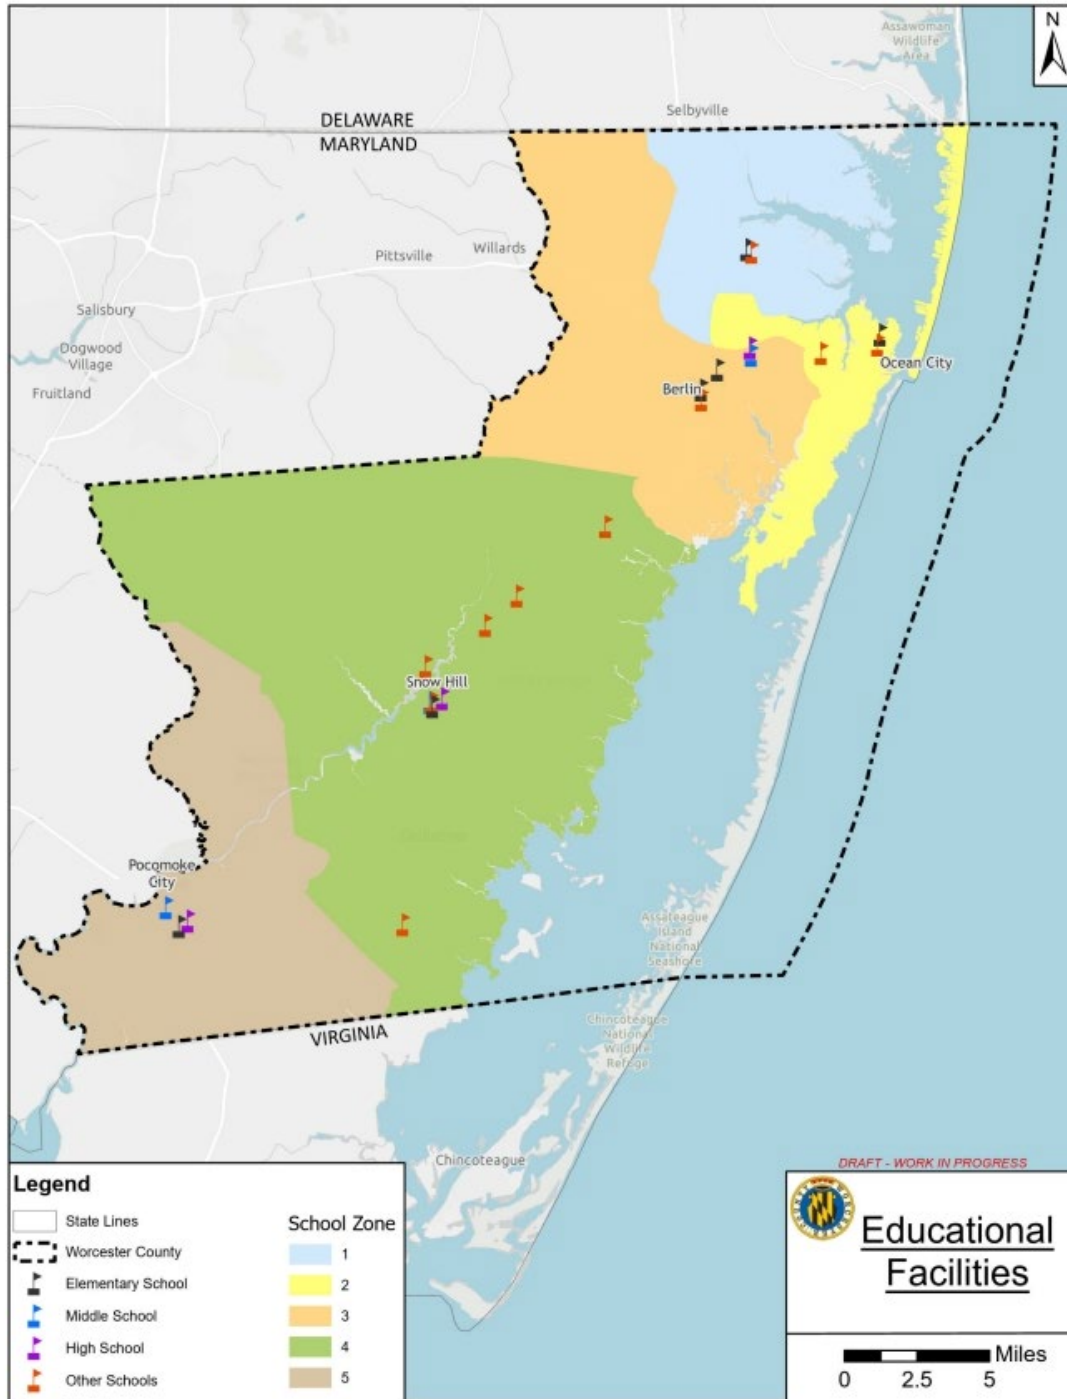 N
Assawoman
Wildlife
Area
Selbyville
DELAWARE
MARYLAND
Willards
Pittsville
Salisbury
Dogwood
Village
Fruitland
Ocean City
Berlin
Snow Hill
Pocomoke
City
Assateague
Island
National
Seashore
VIRGINIA
Chincoteague
National
Wildlife
Refuge
Chincoteague
Legend
State Lines
Worcester County
Elementary School
Middle School
High School
Other Schools
School Zone
1
2
3
4
5
DRAFT - WORK IN PROGRESS
Educational
Facilities
Miles
0 2.5 5